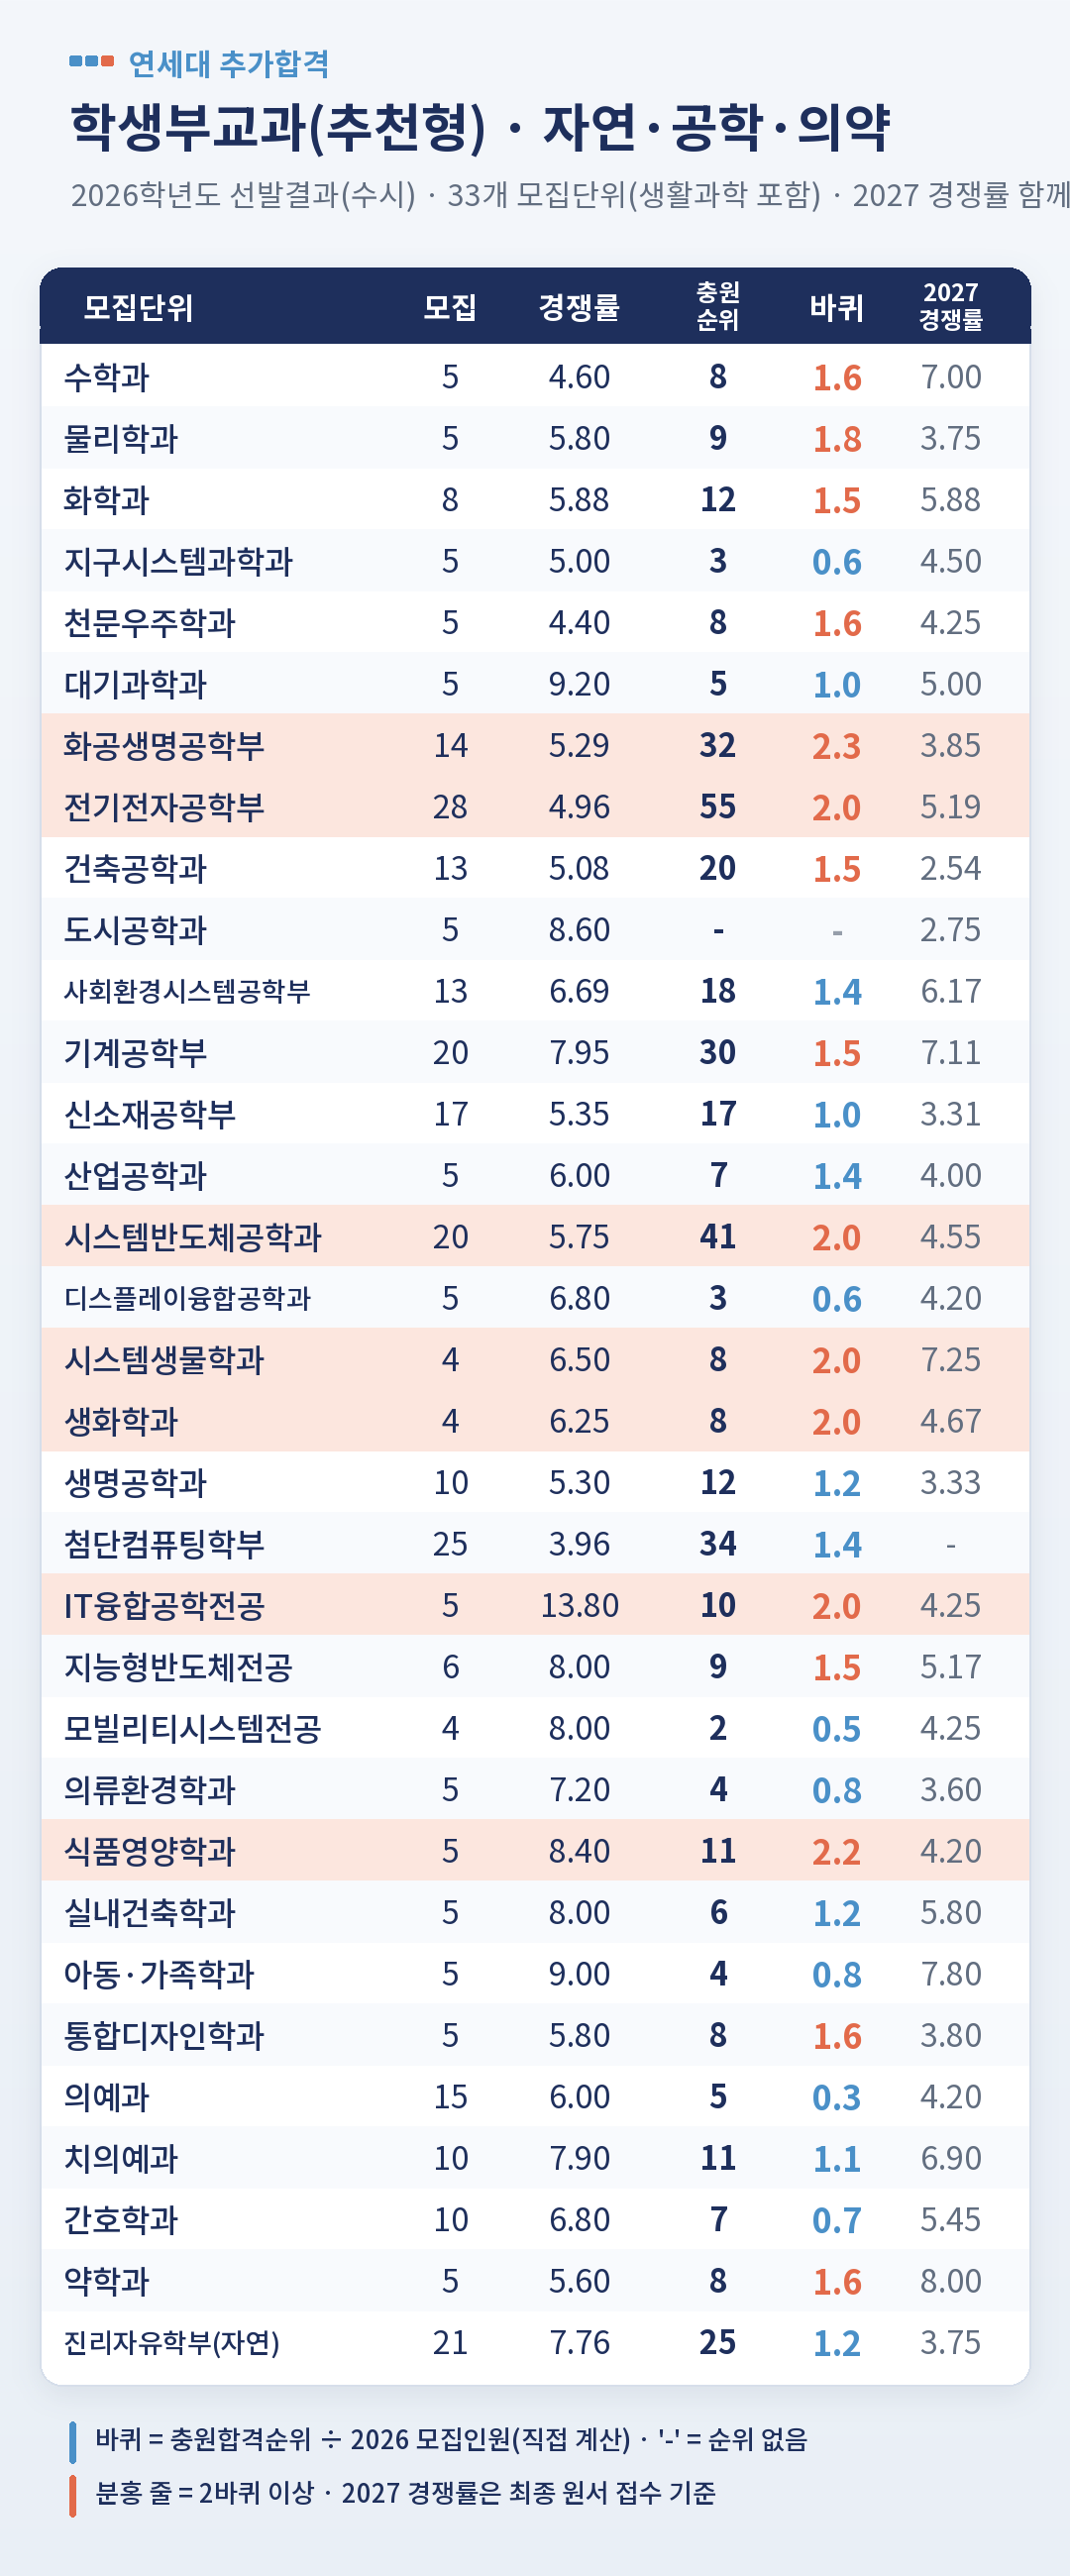 연세대 추가합격
학생부교과(추천형) · 자연·공학·의약
2026학년도 선발결과(수시) · 33개 모집단위(생활과학 포함) · 2027 경쟁률 함께
모집단위 모집 경쟁률 충원순위 바퀴 2027 경쟁률
수학과 5 4.60 8 1.6 7.00
물리학과 5 5.80 9 1.8 3.75
화학과 8 5.88 12 1.5 5.88
지구시스템과학과 5 5.00 3 0.6 4.50
천문우주학과 5 4.40 8 1.6 4.25
대기과학과 5 9.20 5 1.0 5.00
화공생명공학부 14 5.29 32 2.3 3.85
전기전자공학부 28 4.96 55 2.0 5.19
건축공학과 13 5.08 20 1.5 2.54
도시공학과 5 8.60 - - 2.75
사회환경시스템공학부 13 6.69 18 1.4 6.17
기계공학부 20 7.95 30 1.5 7.11
신소재공학부 17 5.35 17 1.0 3.31
산업공학과 5 6.00 7 1.4 4.00
시스템반도체공학과 20 5.75 41 2.0 4.55
디스플레이융합공학과 5 6.80 3 0.6 4.20
시스템생물학과 4 6.50 8 2.0 7.25
생화학과 4 6.25 8 2.0 4.67
생명공학과 10 5.30 12 1.2 3.33
첨단컴퓨팅학부 25 3.96 34 1.4 -
IT융합공학전공 5 13.80 10 2.0 4.25
지능형반도체전공 6 8.00 9 1.5 5.17
모빌리티시스템전공 4 8.00 2 0.5 4.25
의류환경학과 5 7.20 4 0.8 3.60
식품영양학과 5 8.40 11 2.2 4.20
실내건축학과 5 8.00 6 1.2 5.80
아동·가족학과 5 9.00 4 0.8 7.80
통합디자인학과 5 5.80 8 1.6 3.80
의예과 15 6.00 5 0.3 4.20
치의예과 10 7.90 11 1.1 6.90
간호학과 10 6.80 7 0.7 5.45
약학과 5 5.60 8 1.6 8.00
진리자유학부(자연) 21 7.76 25 1.2 3.75
바퀴 = 충원합격순위 ÷ 2026 모집인원(직접 계산) · '-' = 순위 없음
분홍 줄 = 2바퀴 이상 · 2027 경쟁률은 최종 원서 접수 기준